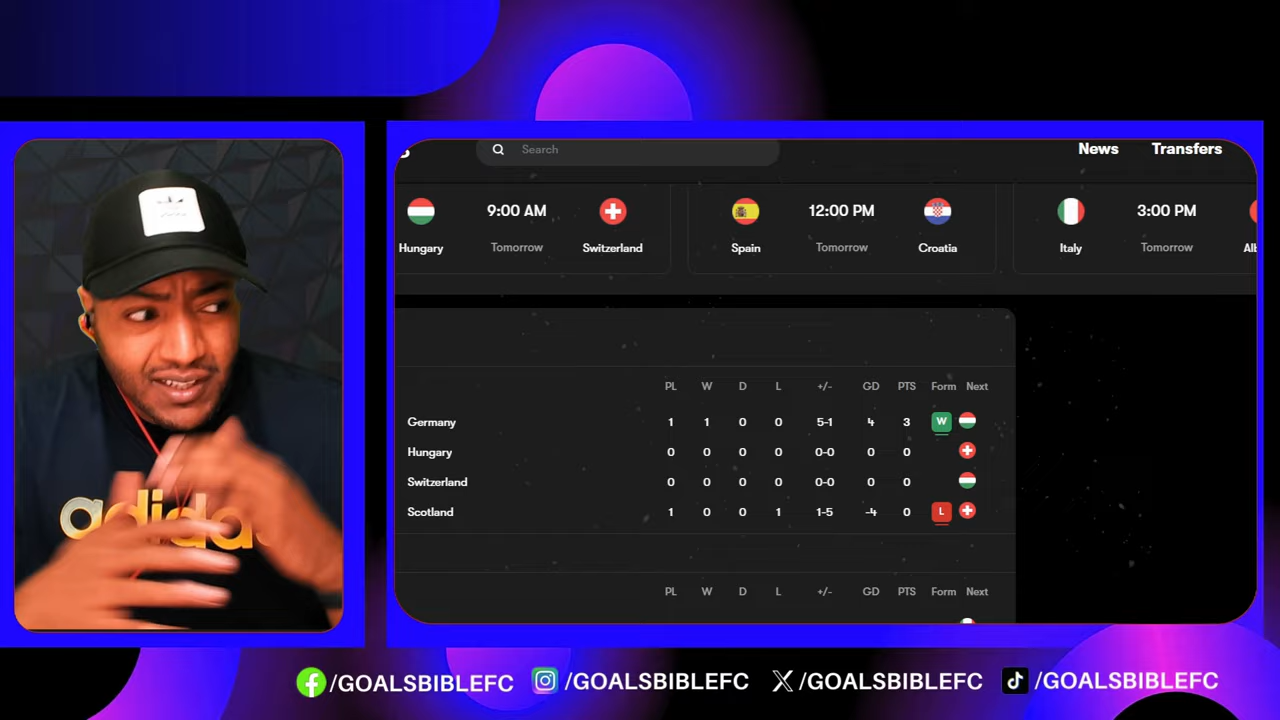 Search
News
Transfers
9:00 AM
12:00 PM
3:00 PM
Hungary
Tomorrow
Switzerland
Spain
Tomorrow
Croatia
Italy
Tomorrow
PL W D L +/- GD PTS Form Next
Germany 1 1 0 0 5-1 4 3 W
Hungary 0 0 0 0 0-0 0 0
Switzerland 0 0 0 0 0-0 0 0
Scotland 1 0 0 1 1-5 -4 0 L
PL W D L +/- GD PTS Form Next
adidas
/GOALSBIBLEFC
/GOALSBIBLEFC
/GOALSBIBLEFC
/GOALSBIBLEFC